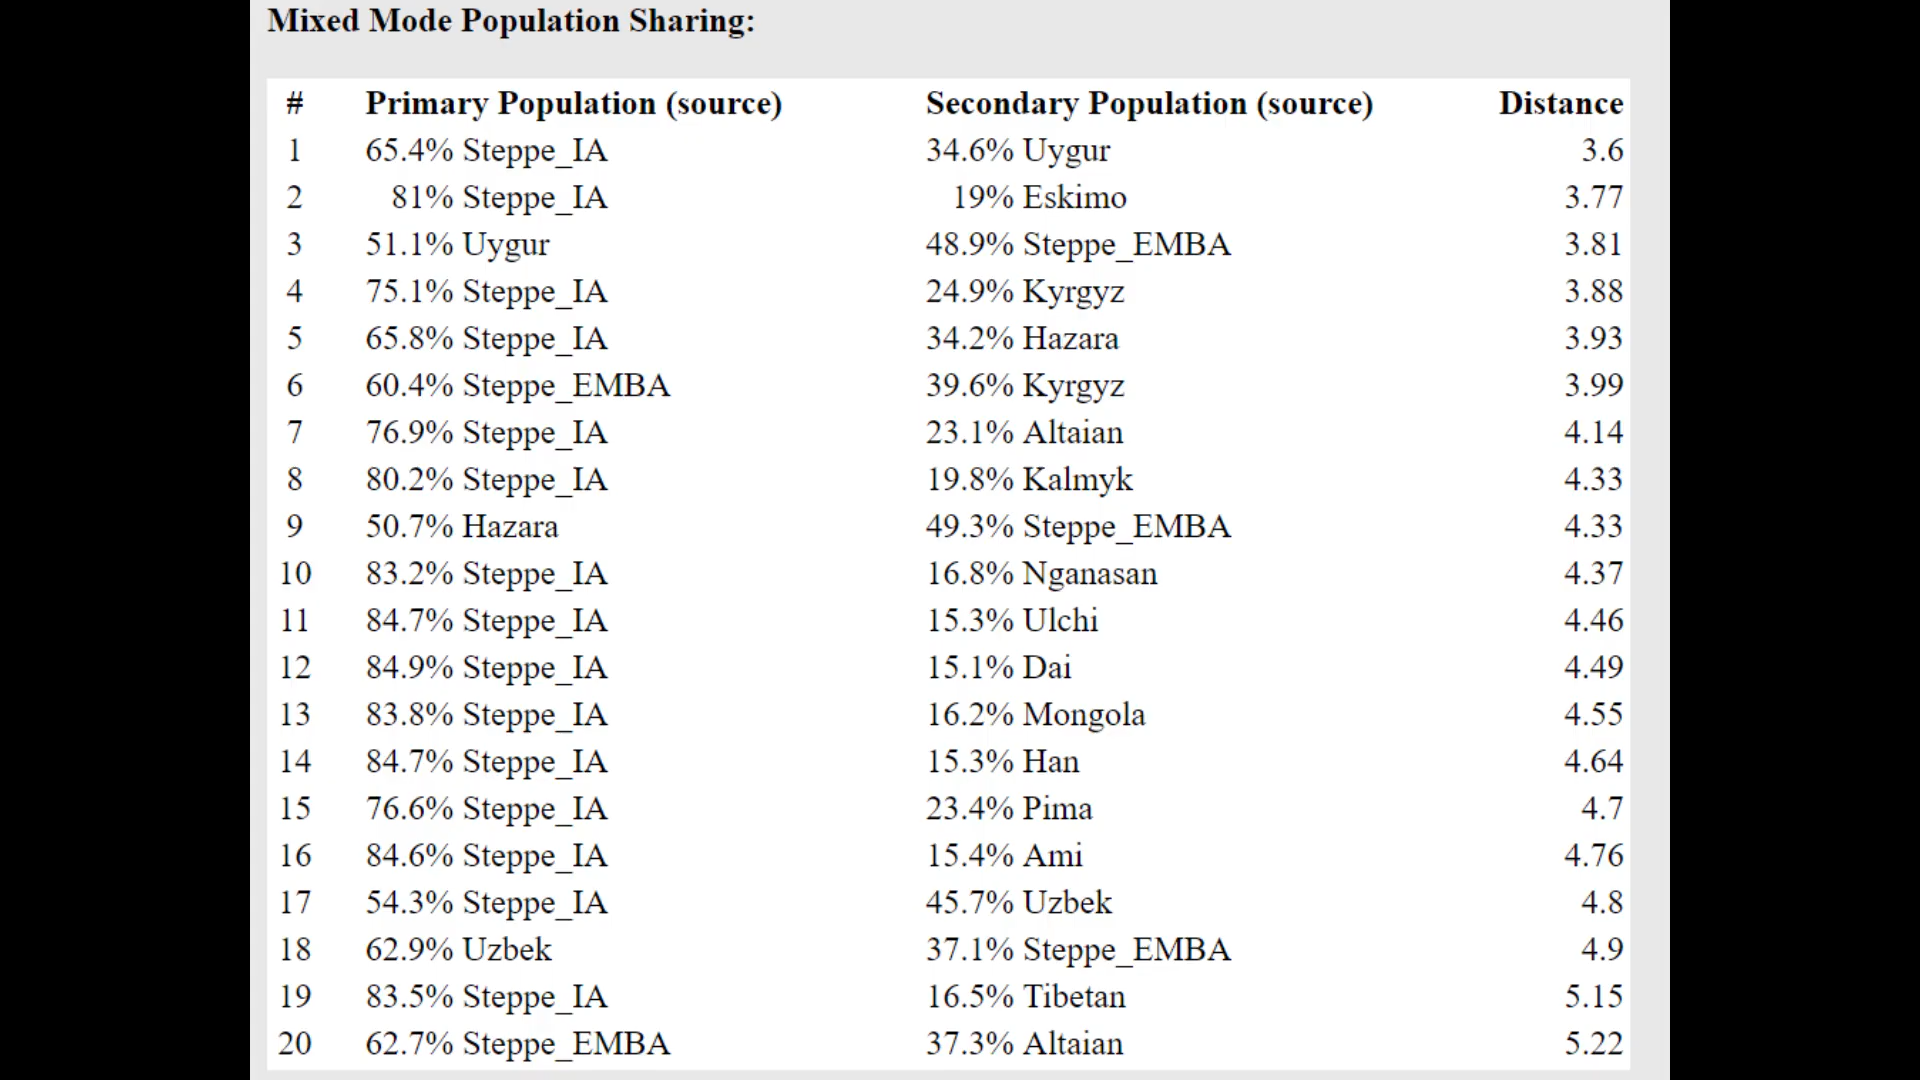 Mixed Mode Population Sharing:
# Primary Population (source) Secondary Population (source) Distance
1 65.4% Steppe_IA 34.6% Uygur 3.6
2 81% Steppe_IA 19% Eskimo 3.77
3 51.1% Uygur 48.9% Steppe_EMBA 3.81
4 75.1% Steppe_IA 24.9% Kyrgyz 3.88
5 65.8% Steppe_IA 34.2% Hazara 3.93
6 60.4% Steppe_EMBA 39.6% Kyrgyz 3.99
7 76.9% Steppe_IA 23.1% Altaian 4.14
8 80.2% Steppe_IA 19.8% Kalmyk 4.33
9 50.7% Hazara 49.3% Steppe_EMBA 4.33
10 83.2% Steppe_IA 16.8% Nganasan 4.37
11 84.7% Steppe_IA 15.3% Ulchi 4.46
12 84.9% Steppe_IA 15.1% Dai 4.49
13 83.8% Steppe_IA 16.2% Mongola 4.55
14 84.7% Steppe_IA 15.3% Han 4.64
15 76.6% Steppe_IA 23.4% Pima 4.7
16 84.6% Steppe_IA 15.4% Ami 4.76
17 54.3% Steppe_IA 45.7% Uzbek 4.8
18 62.9% Uzbek 37.1% Steppe_EMBA 4.9
19 83.5% Steppe_IA 16.5% Tibetan 5.15
20 62.7% Steppe_EMBA 37.3% Altaian 5.22